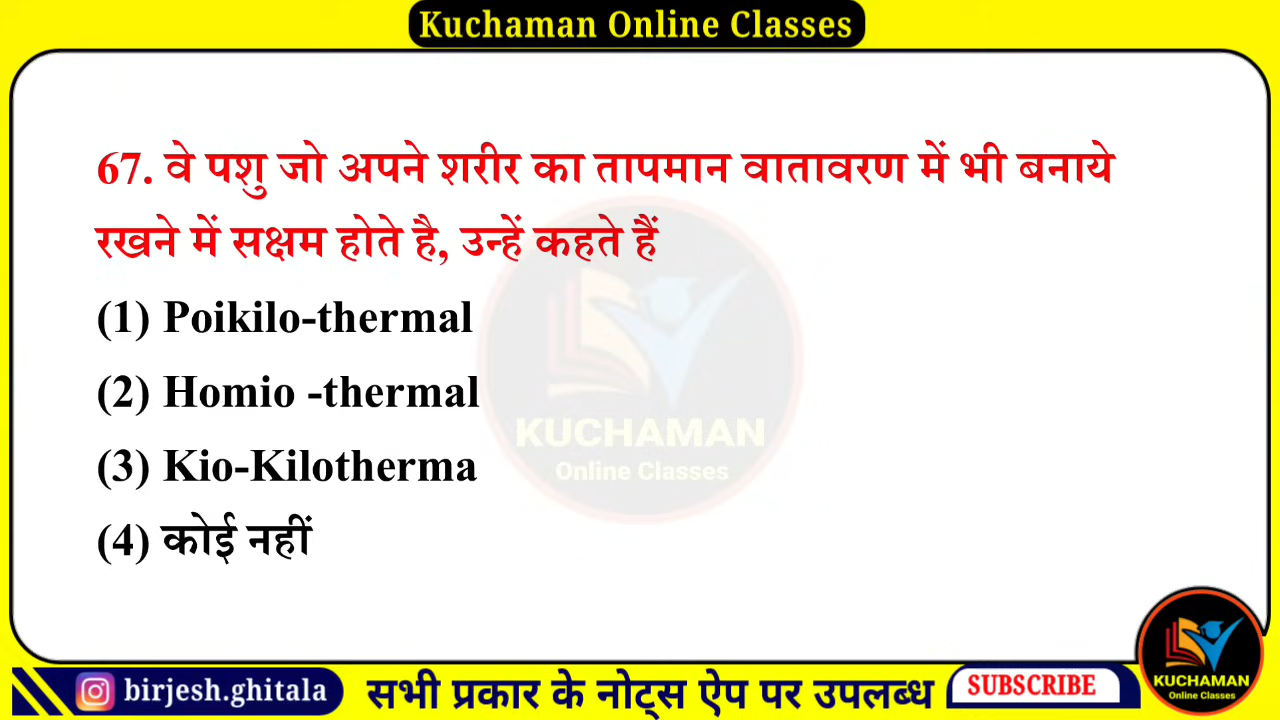 Kuchaman Online Classes
67. वे पशु जो अपने शरीर का तापमान वातावरण में भी बनाये
रखने में सक्षम होते है, उन्हें कहते हैं
(1) Poikilo-thermal
(2) Homio -thermal
(3) Kio-Kilotherma
(4) कोई नहीं
KUCHAMAN
Online Classes
birjesh.ghitala
सभी प्रकार के नोट्स ऐप पर उपलब्ध
SUBSCRIBE
KUCHAMAN
Online Classes